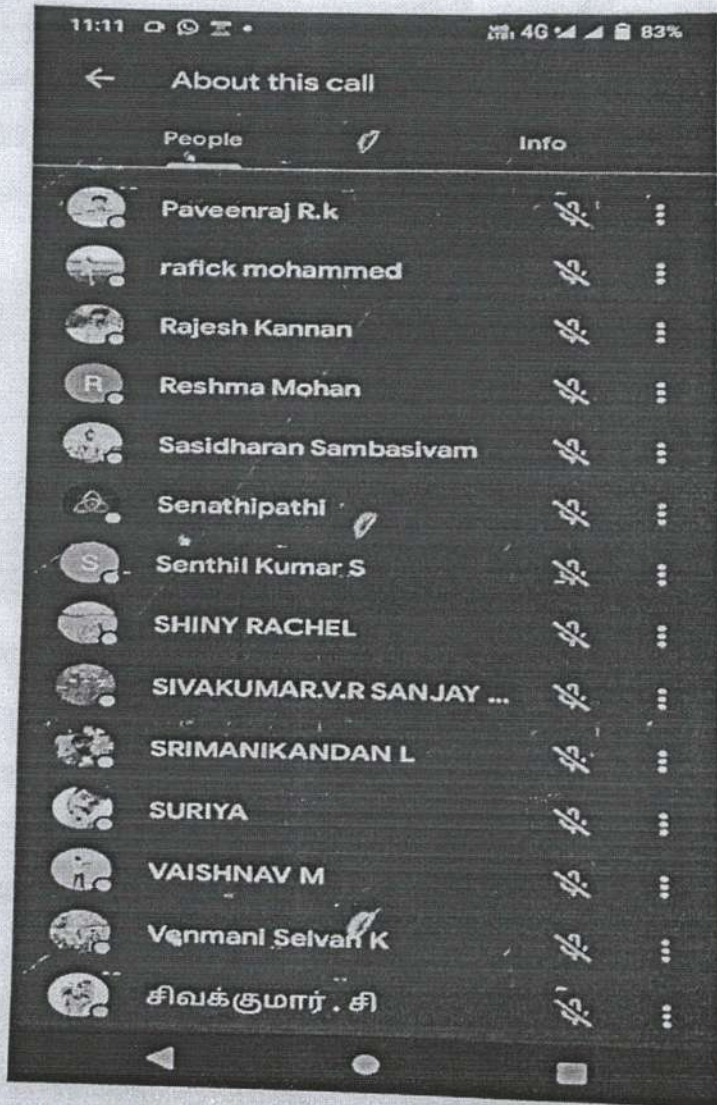 11:11 4G 83%
About this call
People Info
Paveenraj R.k
rafick mohammed
Rajesh Kannan
R Reshma Mohan
Sasidharan Sambasivam
Senathipathi
S Senthil Kumar S
SHINY RACHEL
SIVAKUMAR.V.R SANJAY ...
SRIMANIKANDAN L
SURIYA
VAISHNAV M
Venmani Selvan K
சிவக்குமார் . சி